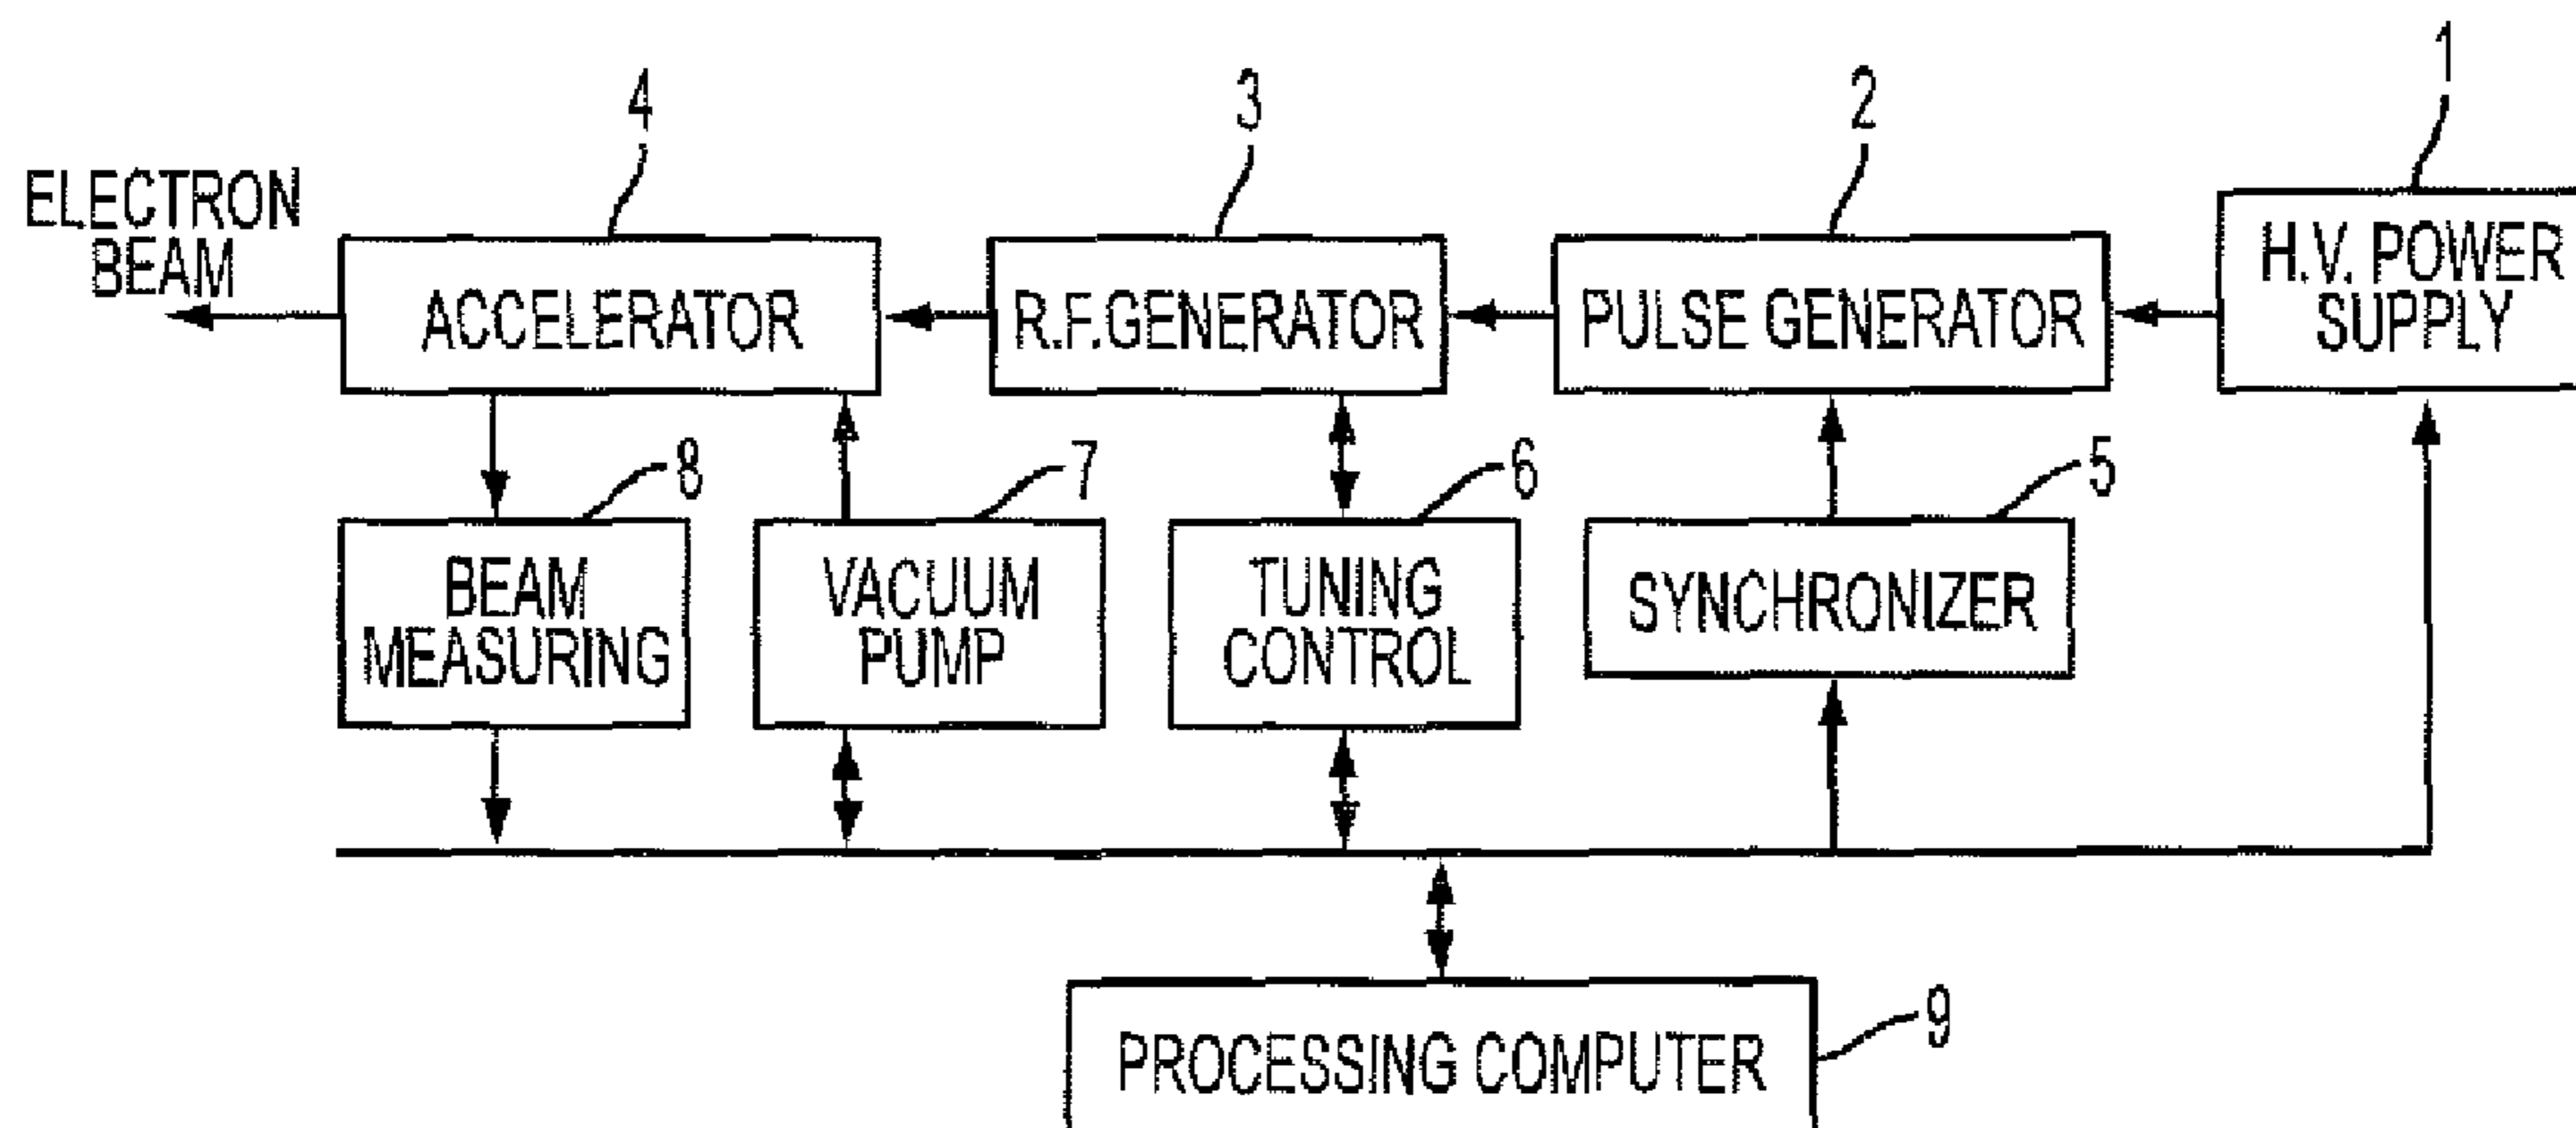 1
2
3
4
ELECTRON
BEAM
ACCELERATOR
R.F.GENERATOR
PULSE GENERATOR
H.V. POWER
SUPPLY
8
7
6
5
BEAM
MEASURING
VACUUM
PUMP
TUNING
CONTROL
SYNCHRONIZER
PROCESSING COMPUTER
9